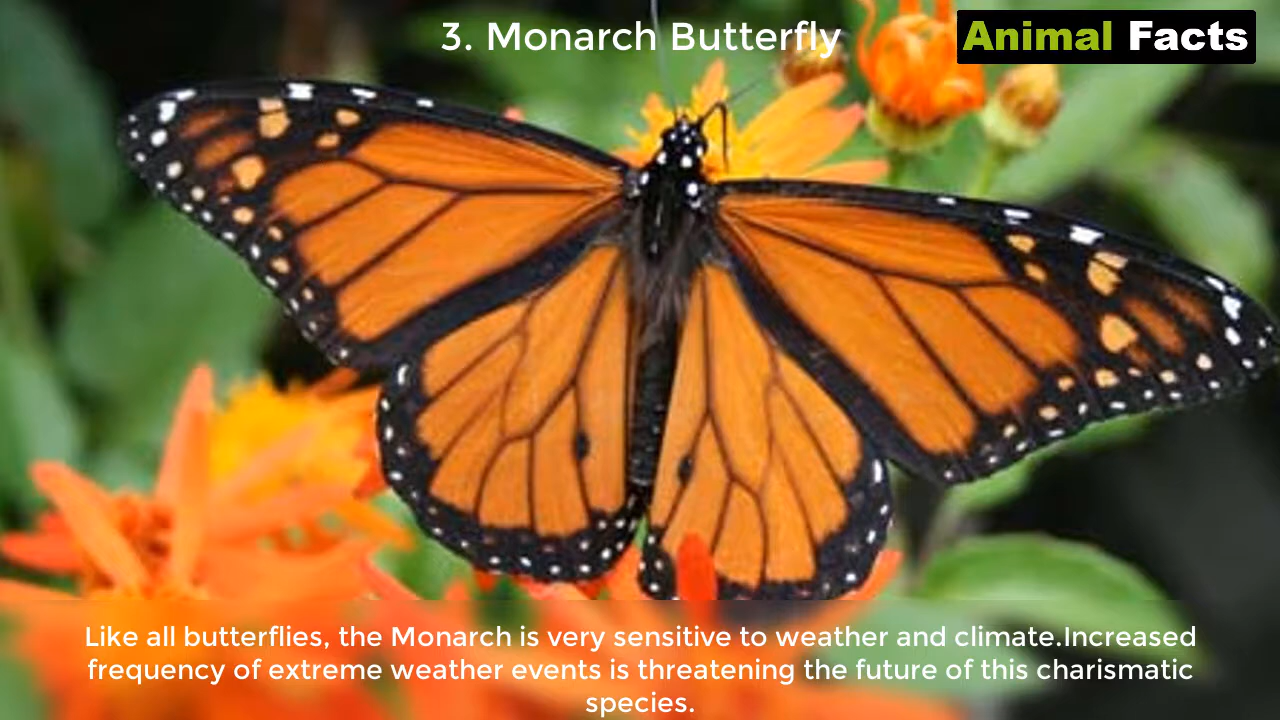 3. Monarch Butterfly
Animal Facts
Like all butterflies, the Monarch is very sensitive to weather and climate.Increased
frequency of extreme weather events is threatening the future of this charismatic
species.